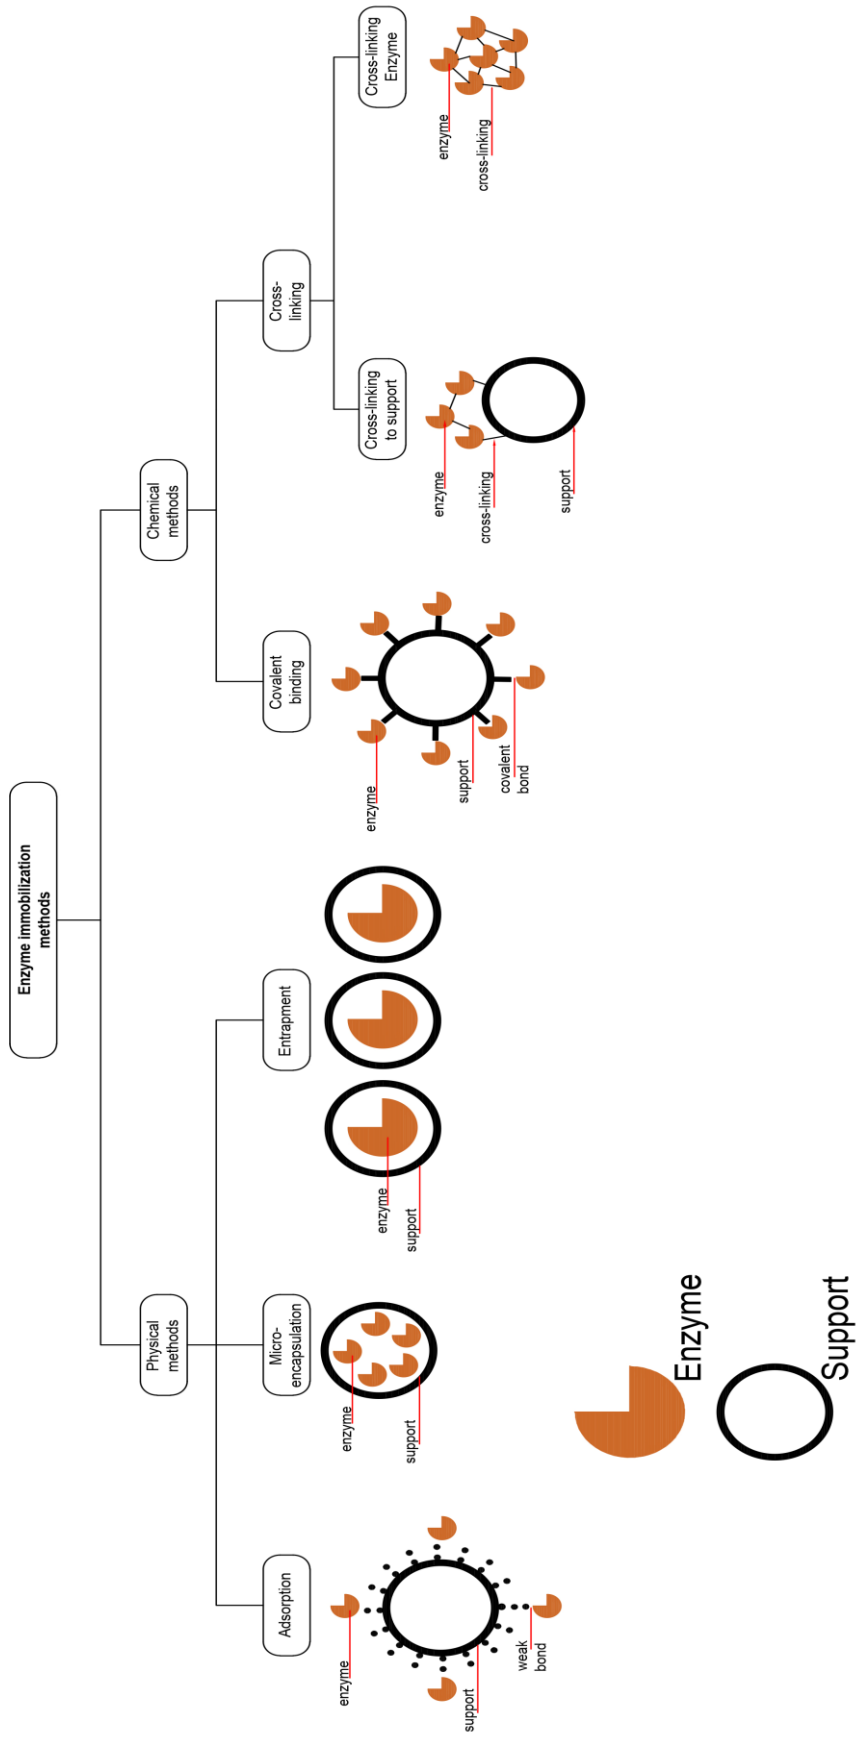 Enzyme immobilization
methods
Physical
methods
Chemical
methods
Adsorption
Micro-
encapsulation
Entrapment
Covalent
binding
Cross-
linking
Cross-linking
to support
Cross-linking
Enzyme
enzyme
support
weak
bond
enzyme
support
enzyme
support
enzyme
support
covalent
bond
enzyme
cross-linking
support
enzyme
cross-linking
Enzyme
Support